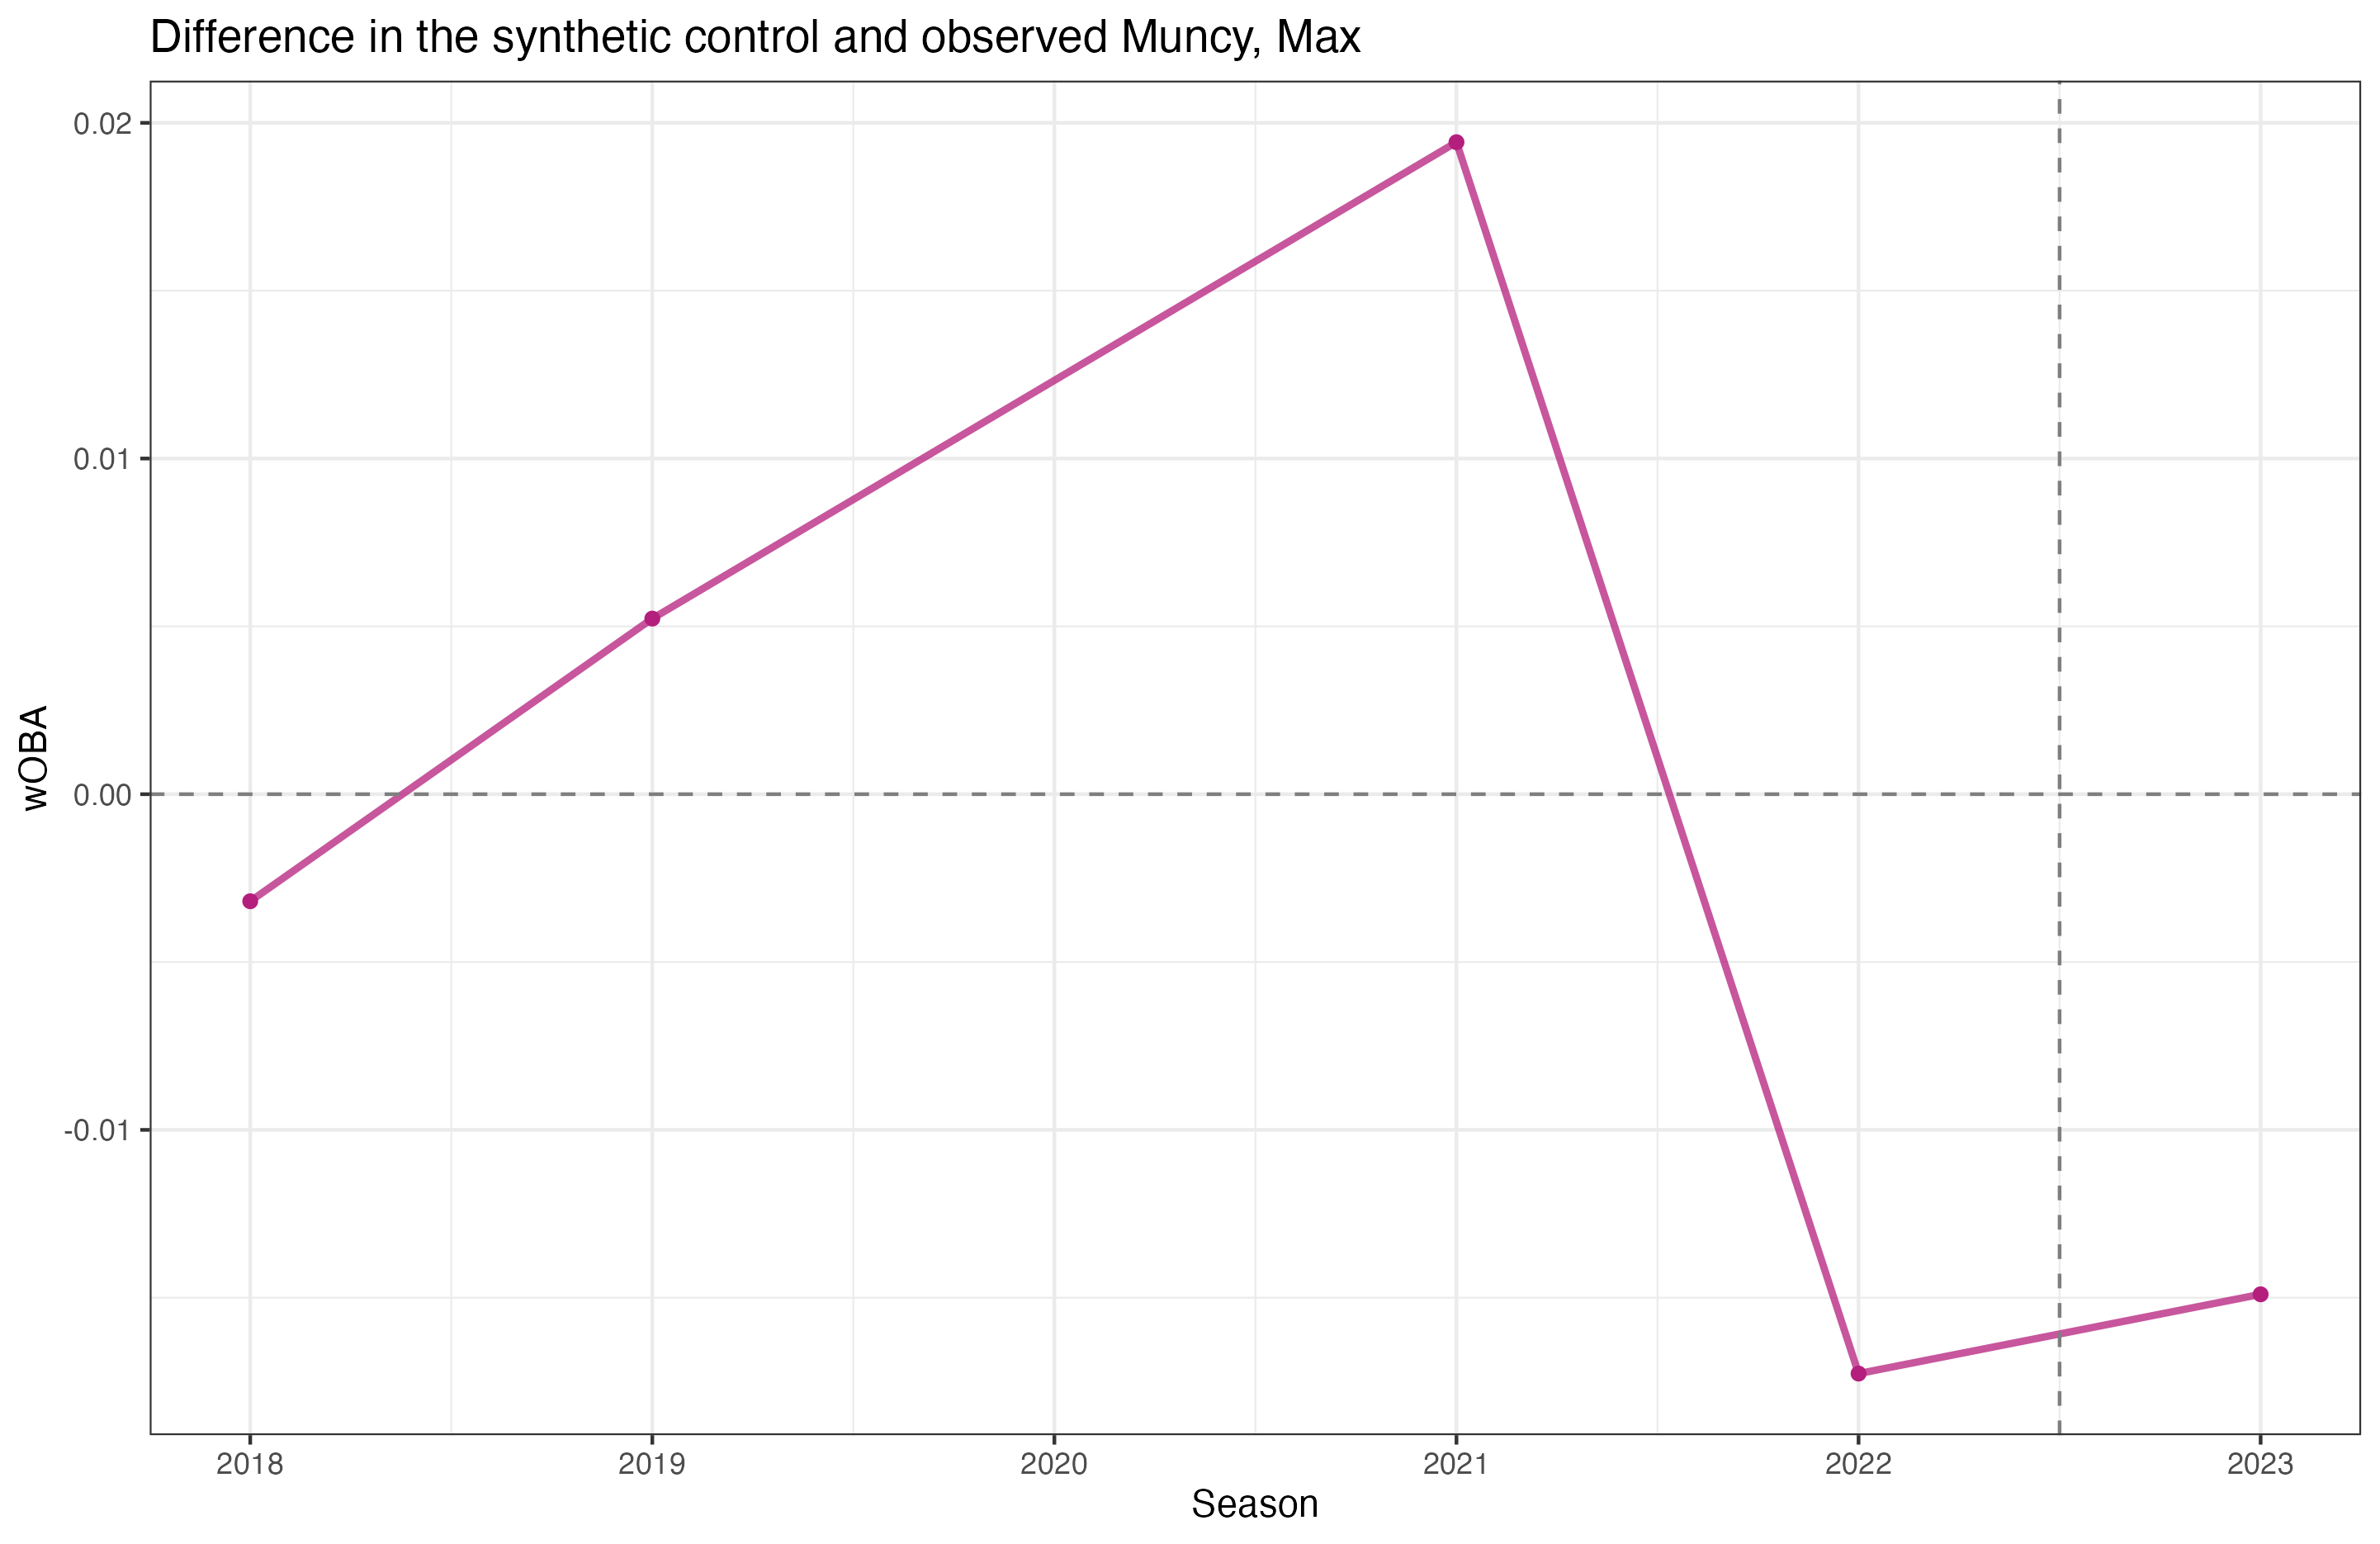 Difference in the synthetic control and observed Muncy, Max
0.02
0.01
0.00
-0.01
wOBA
2018 2019 2020 2021 2022 2023
Season